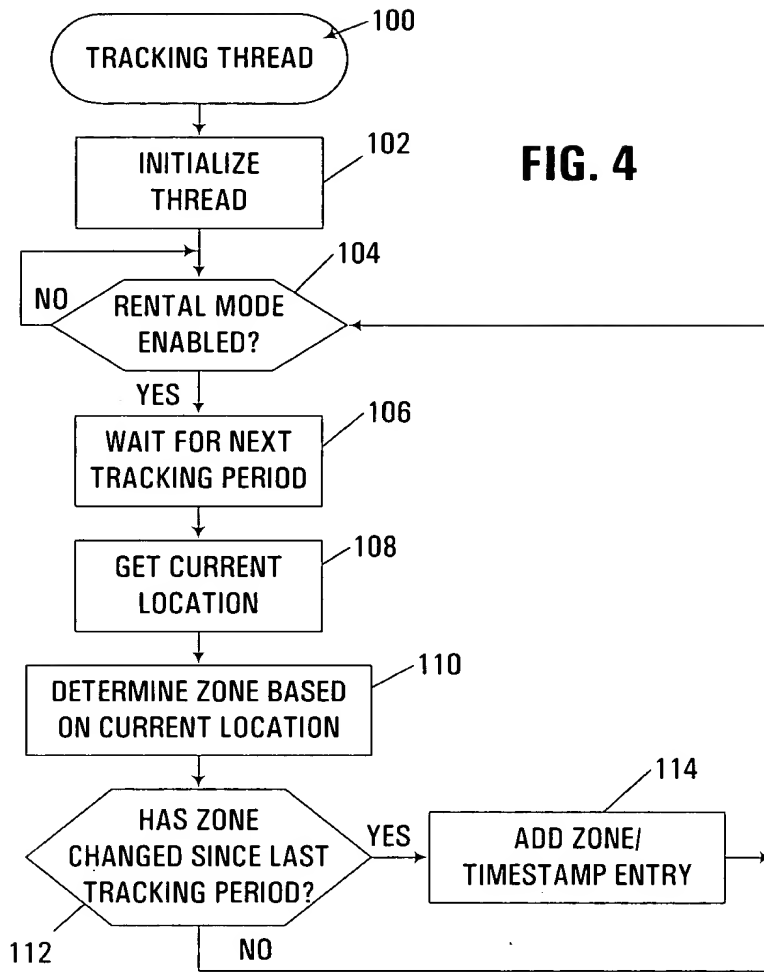 100
TRACKING THREAD
102
INITIALIZE
THREAD
FIG. 4
104
NO
RENTAL MODE
ENABLED?
YES
106
WAIT FOR NEXT
TRACKING PERIOD
108
GET CURRENT
LOCATION
110
DETERMINE ZONE BASED
ON CURRENT LOCATION
114
HAS ZONE
CHANGED SINCE LAST
TRACKING PERIOD?
YES
ADD ZONE/
TIMESTAMP ENTRY
112
NO